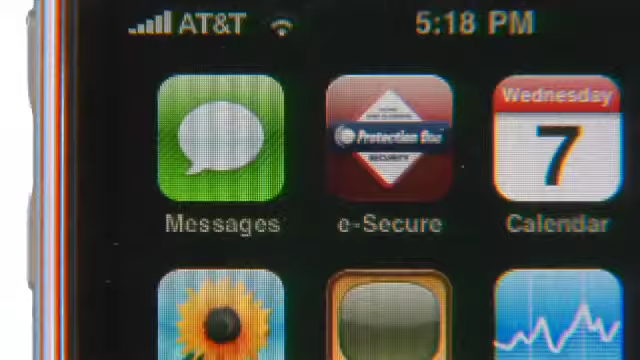 AT&T 5:18 PM
Wednesday
7
Protection One
SECURITY
Messages e-Secure Calendar